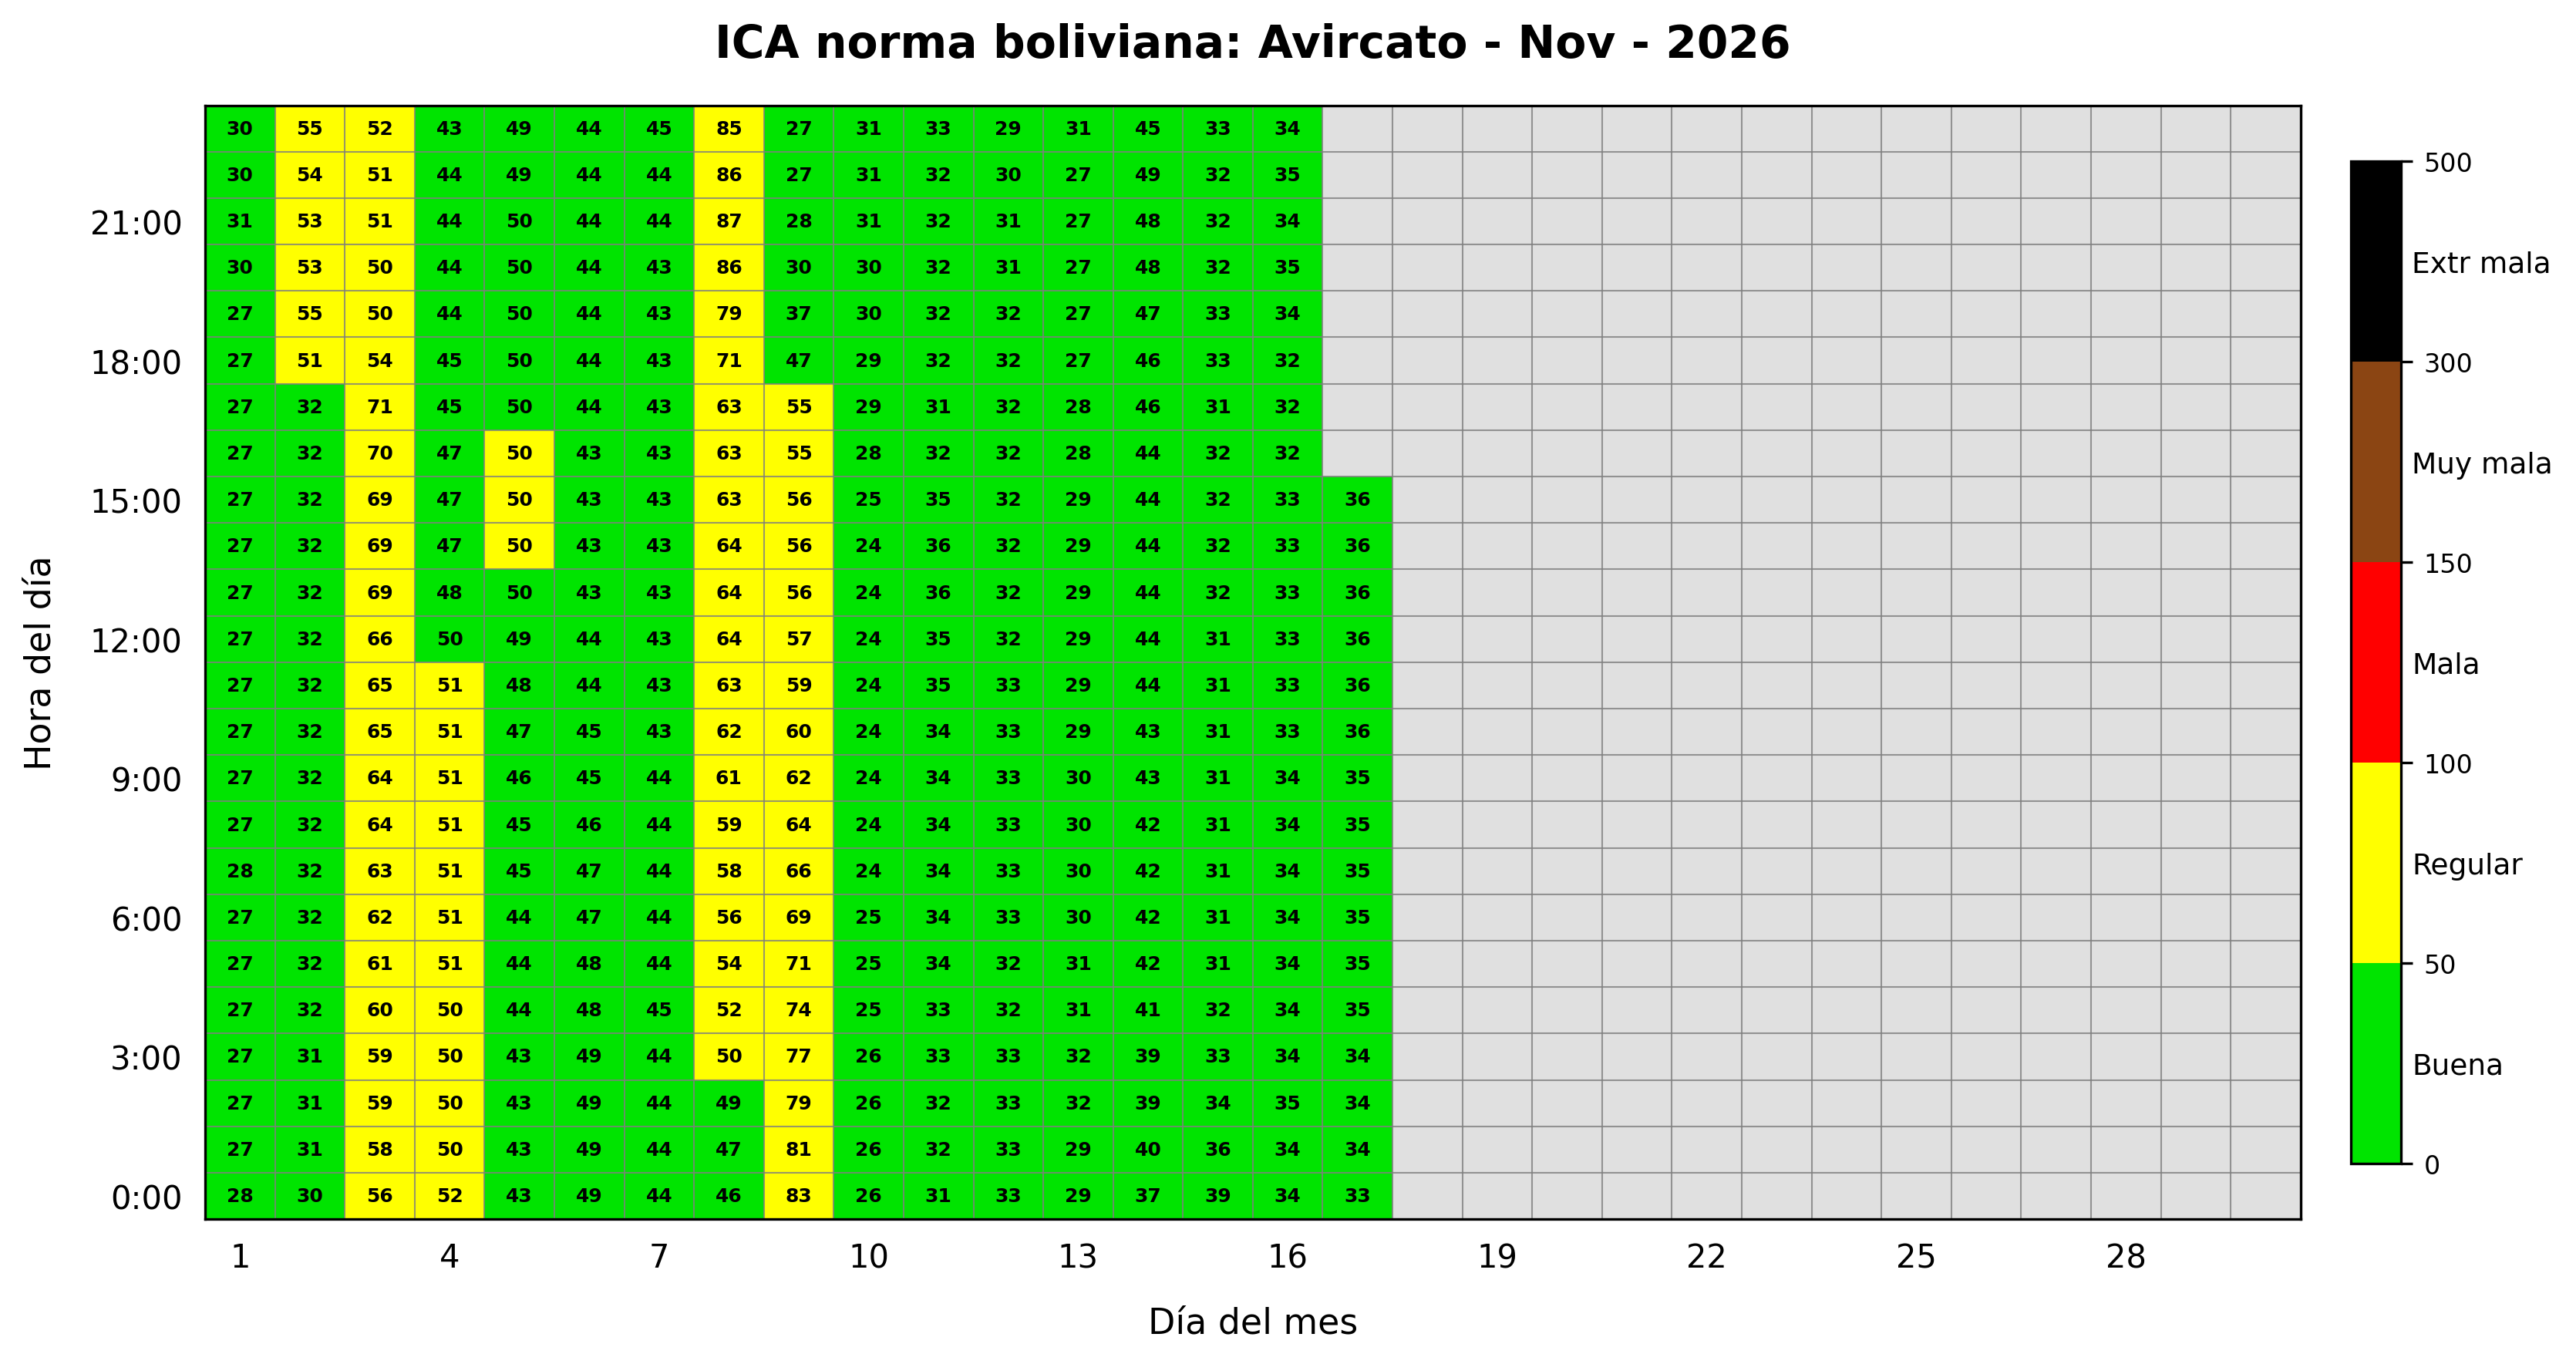 ICA norma boliviana: Avircato - Nov - 2026
30 55 52 43 49 44 45 85 27 31 33 29 31 45 33 34
30 54 51 44 49 44 44 86 27 31 32 30 27 49 32 35
21:00 31 53 51 44 50 44 44 87 28 31 32 31 27 48 32 34
30 53 50 44 50 44 43 86 30 30 32 31 27 48 32 35
27 55 50 44 50 44 43 79 37 30 32 32 27 47 33 34
18:00 27 51 54 45 50 44 43 71 47 29 32 32 27 46 33 32
27 32 71 45 50 44 43 63 55 29 31 32 28 46 31 32
27 32 70 47 50 43 43 63 55 28 32 32 28 44 32 32
15:00 27 32 69 47 50 43 43 63 56 25 35 32 29 44 32 33 36
27 32 69 47 50 43 43 64 56 24 36 32 29 44 32 33 36
27 32 69 48 50 43 43 64 56 24 36 32 29 44 32 33 36
12:00 27 32 66 50 49 44 43 64 57 24 35 32 29 44 31 33 36
27 32 65 51 48 44 43 63 59 24 35 33 29 44 31 33 36
27 32 65 51 47 45 43 62 60 24 34 33 29 43 31 33 36
9:00 27 32 64 51 46 45 44 61 62 24 34 33 30 43 31 34 35
27 32 64 51 45 46 44 59 64 24 34 33 30 42 31 34 35
28 32 63 51 45 47 44 58 66 24 34 33 30 42 31 34 35
6:00 27 32 62 51 44 47 44 56 69 25 34 33 30 42 31 34 35
27 32 61 51 44 48 44 54 71 25 34 32 31 42 31 34 35
27 32 60 50 44 48 45 52 74 25 33 32 31 41 32 34 35
3:00 27 31 59 50 43 49 44 50 77 26 33 33 32 39 33 34 34
27 31 59 50 43 49 44 49 79 26 32 33 32 39 34 35 34
27 31 58 50 43 49 44 47 81 26 32 33 29 40 36 34 34
0:00 28 30 56 52 43 49 44 46 83 26 31 33 29 37 39 34 33
1 4 7 10 13 16 19 22 25 28
Día del mes
Hora del día
500
Extr mala
300
Muy mala
150
Mala
100
Regular
50
Buena
0